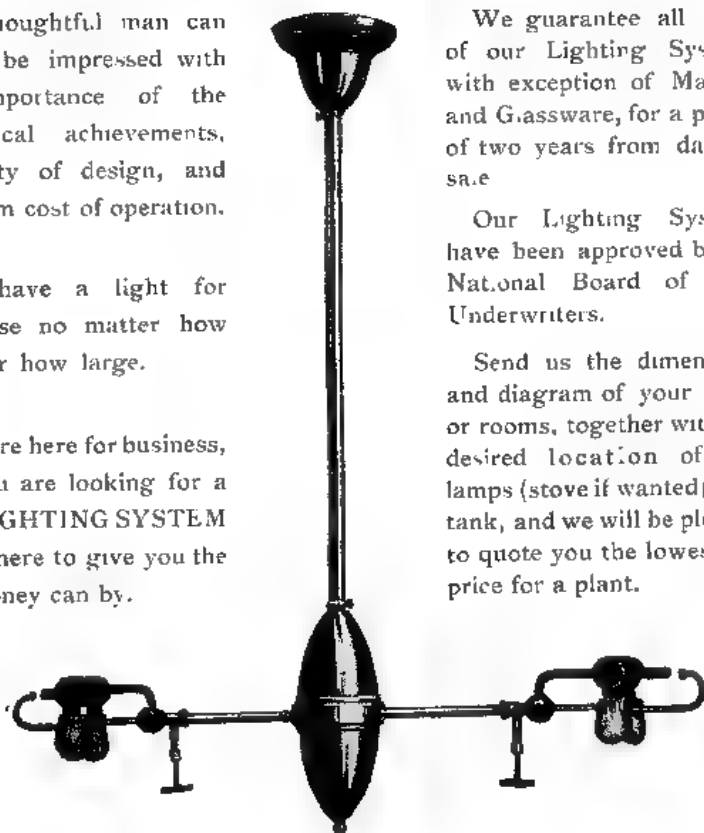 houghtful man can
be impressed with
mportance of the
cal achievements,
ty of design, and
m cost of operation.
have a light for
se no matter how
r how large.
re here for business,
u are looking for a
GHTING SYSTEM
here to give you the
ney can by.
We guarantee all
of our Lighting Sys
with exception of Ma
and Glassware, for a p
of two years from da
sale
Our Lighting Sys
have been approved b
National Board of
Underwriters.
Send us the dimen
and diagram of your
or rooms, together wit
desired location of
lamps (stove if wanted)
tank, and we will be ple
to quote you the lowes
price for a plant.